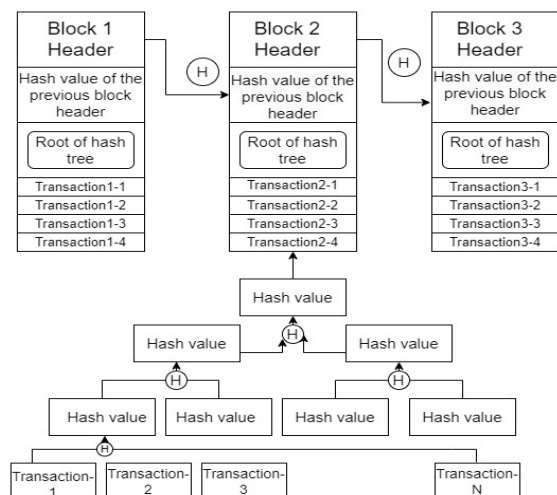 Block 1
Header
Hash value of the
previous block
header
Root of hash
tree
Transaction1-1
Transaction1-2
Transaction1-3
Transaction1-4
H
Block 2
Header
Hash value of the
previous block
header
Root of hash
tree
Transaction2-1
Transaction2-2
Transaction2-3
Transaction2-4
H
Block 3
Header
Hash value of the
previous block
header
Root of hash
tree
Transaction3-1
Transaction3-2
Transaction3-3
Transaction3-4
Hash value
H
Hash value
Hash value
H
H
Hash value
Hash value
Hash value
Hash value
H
Transaction-
1
Transaction-
2
Transaction-
3
Transaction-
N